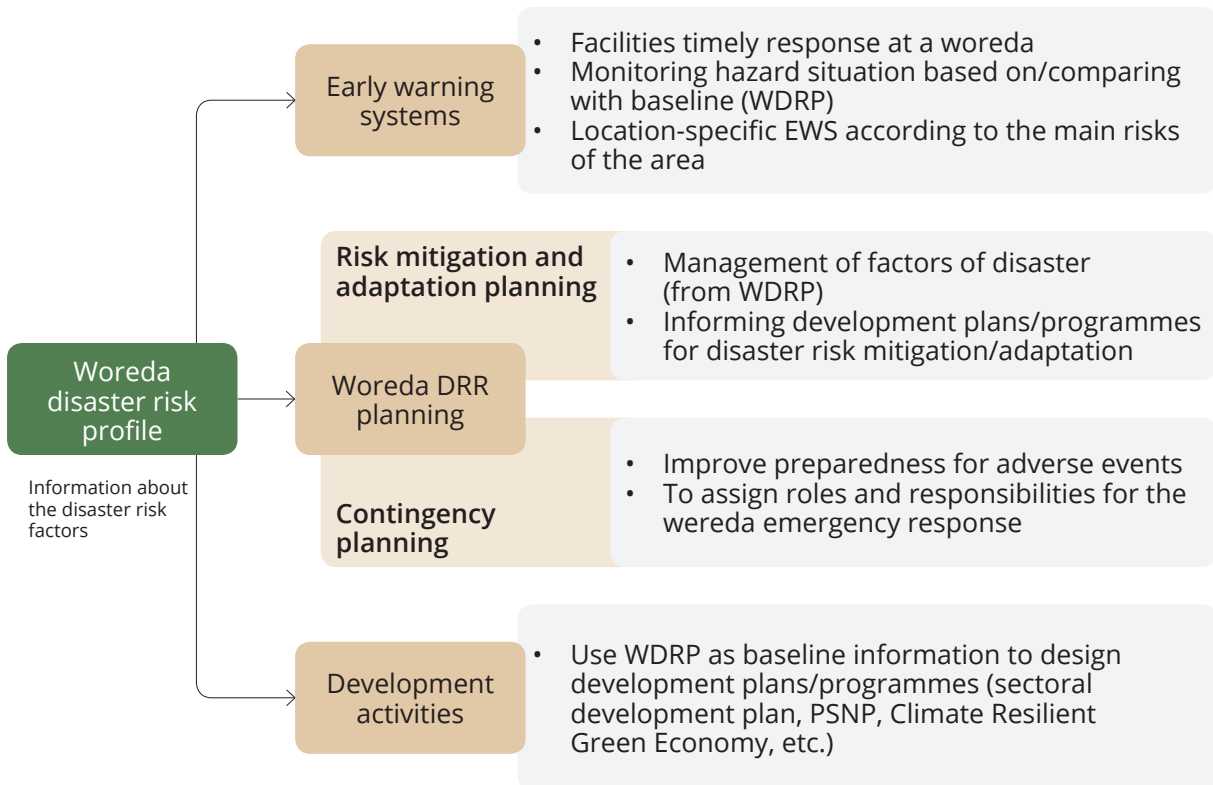 Early warning
systems
• Facilities timely response at a woreda
• Monitoring hazard situation based on/comparing
with baseline (WDRP)
• Location-specific EWS according to the main risks
of the area
Woreda
disaster risk
profile
Information about
the disaster risk
factors
Risk mitigation and
adaptation planning
• Management of factors of disaster
(from WDRP)
• Informing development plans/programmes
for disaster risk mitigation/adaptation
Woreda DRR
planning
Contingency
planning
• Improve preparedness for adverse events
• To assign roles and responsibilities for the
wereda emergency response
Development
activities
• Use WDRP as baseline information to design
development plans/programmes (sectoral
development plan, PSNP, Climate Resilient
Green Economy, etc.)